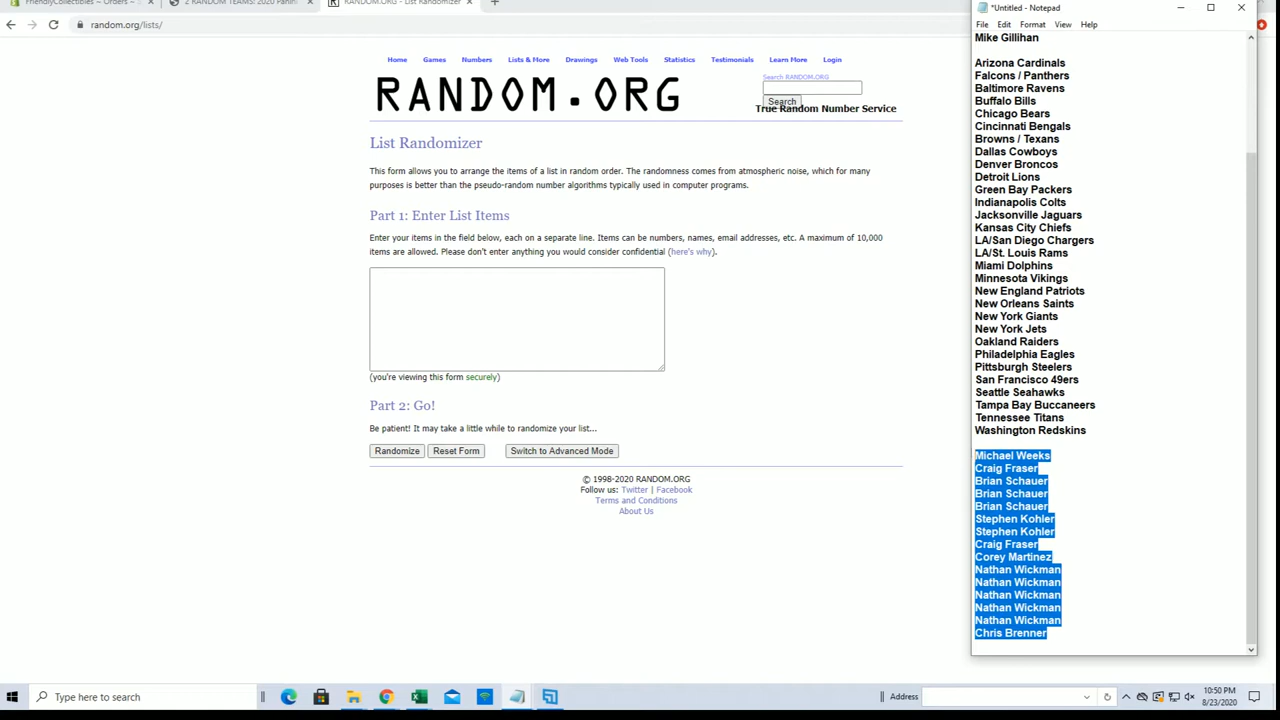 FriendlyCollectibles ~ Orders ~
2 RANDOM TEAMS: 2020 Panini
RANDOM.ORG - List Randomizer
random.org/lists/
Home Games Numbers Lists & More Drawings Web Tools Statistics Testimonials Learn More Login
RANDOM.ORG
Search RANDOM.ORG
Search
True Random Number Service
List Randomizer
This form allows you to arrange the items of a list in random order. The randomness comes from atmospheric noise, which for many
purposes is better than the pseudo-random number algorithms typically used in computer programs.
Part 1: Enter List Items
Enter your items in the field below, each on a separate line. Items can be numbers, names, email addresses, etc. A maximum of 10,000
items are allowed. Please don't enter anything you would consider confidential (here's why).
(you're viewing this form securely)
Part 2: Go!
Be patient! It may take a little while to randomize your list...
Randomize Reset Form Switch to Advanced Mode
© 1998-2020 RANDOM.ORG
Follow us: Twitter | Facebook
Terms and Conditions
About Us
*Untitled - Notepad
File Edit Format View Help
Mike Gillihan
Arizona Cardinals
Falcons / Panthers
Baltimore Ravens
Buffalo Bills
Chicago Bears
Cincinnati Bengals
Browns / Texans
Dallas Cowboys
Denver Broncos
Detroit Lions
Green Bay Packers
Indianapolis Colts
Jacksonville Jaguars
Kansas City Chiefs
LA/San Diego Chargers
LA/St. Louis Rams
Miami Dolphins
Minnesota Vikings
New England Patriots
New Orleans Saints
New York Giants
New York Jets
Oakland Raiders
Philadelphia Eagles
Pittsburgh Steelers
San Francisco 49ers
Seattle Seahawks
Tampa Bay Buccaneers
Tennessee Titans
Washington Redskins
Michael Weeks
Craig Fraser
Brian Schauer
Brian Schauer
Brian Schauer
Stephen Kohler
Stephen Kohler
Craig Fraser
Corey Martinez
Nathan Wickman
Nathan Wickman
Nathan Wickman
Nathan Wickman
Nathan Wickman
Chris Brenner
Type here to search
Address
10:50 PM
8/23/2020